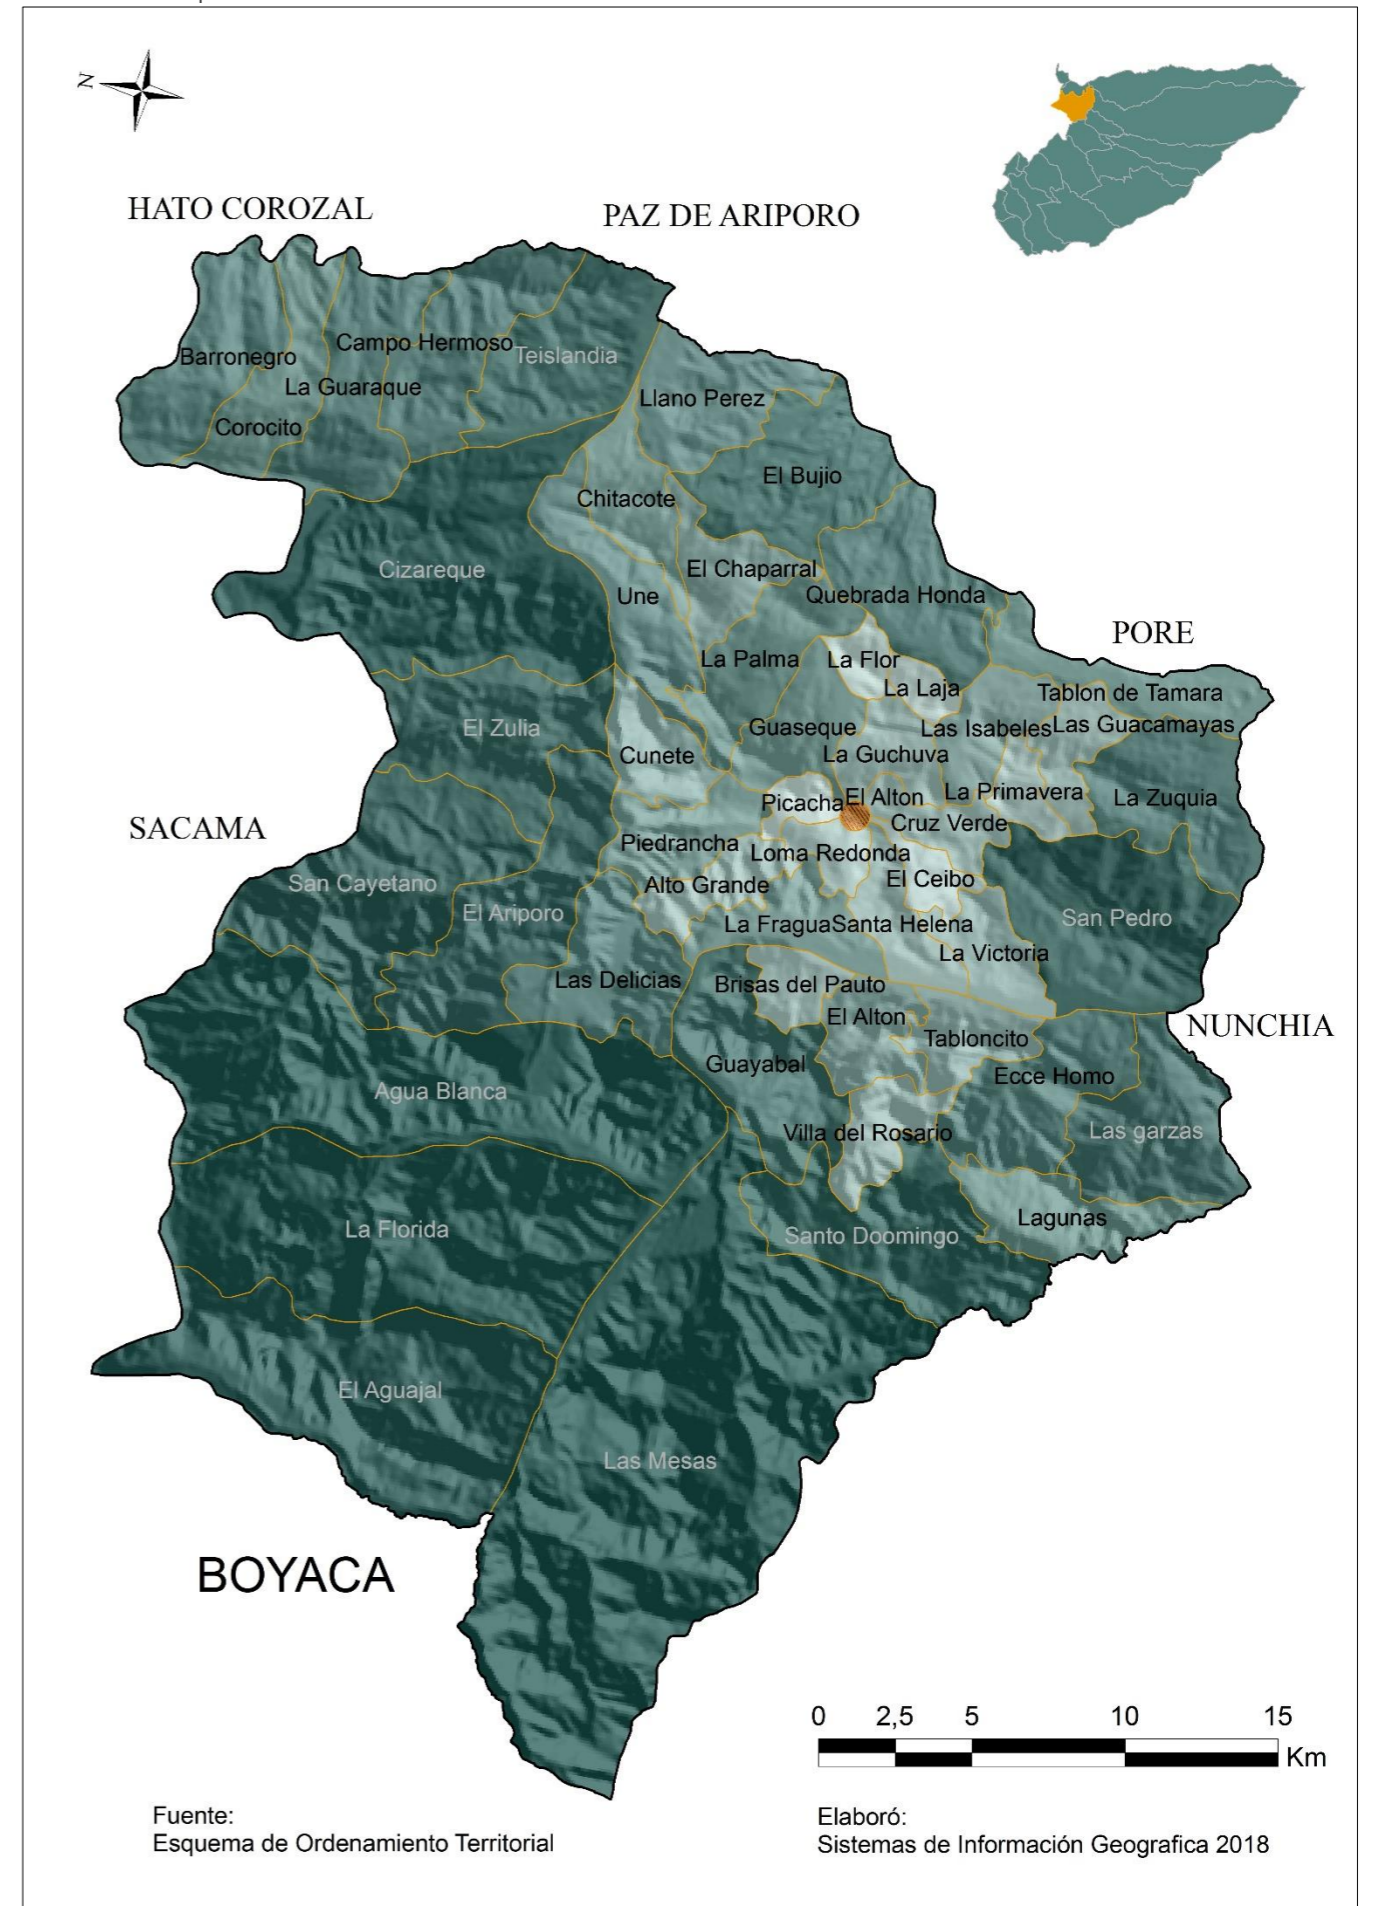 N
HATO COROZAL
PAZ DE ARIPORO
Campo Hermoso
Barronegro
Teislandia
La Guaraque
Llano Perez
Corocito
El Bujio
Chitacote
Cizareque
El Chaparral
Une
Quebrada Honda
PORE
La Palma
La Flor
La Laja
Tablon de Tamara
El Zulia
Guaseque
Las Isabeles
Las Guacamayas
Cunete
La Guchuva
La Primavera
La Zuquia
Picacha
El Alton
SACAMA
Cruz Verde
Piedrancha
Loma Redonda
San Cayetano
Alto Grande
El Ceibo
El Ariporo
San Pedro
La Fragua
Santa Helena
La Victoria
Las Delicias
Brisas del Pauto
El Alton
NUNCHIA
Tabloncito
Guayabal
Ecce Homo
Agua Blanca
Villa del Rosario
Las garzas
Lagunas
La Florida
Santo Doomingo
El Aguajal
Las Mesas
BOYACA
0 2,5 5 10 15
Km
Fuente:
Esquema de Ordenamiento Territorial
Elaboró:
Sistemas de Información Geografica 2018